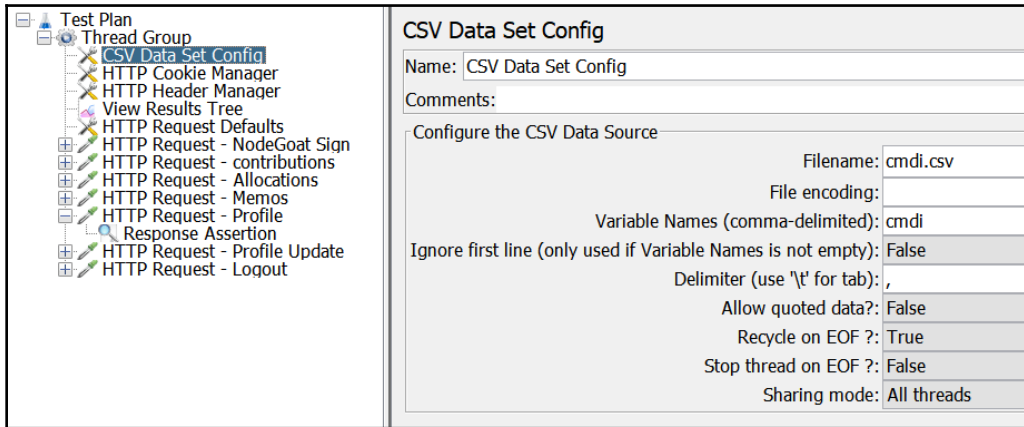 Test Plan
Thread Group
CSV Data Set Config
HTTP Cookie Manager
HTTP Header Manager
View Results Tree
HTTP Request Defaults
HTTP Request - NodeGoat Sign
HTTP Request - contributions
HTTP Request - Allocations
HTTP Request - Memos
HTTP Request - Profile
Response Assertion
HTTP Request - Profile Update
HTTP Request - Logout
CSV Data Set Config
Name: CSV Data Set Config
Comments:
Configure the CSV Data Source
Filename: cmdi.csv
File encoding:
Variable Names (comma-delimited): cmdi
Ignore first line (only used if Variable Names is not empty): False
Delimiter (use '\t' for tab): ,
Allow quoted data?: False
Recycle on EOF ?: True
Stop thread on EOF ?: False
Sharing mode: All threads